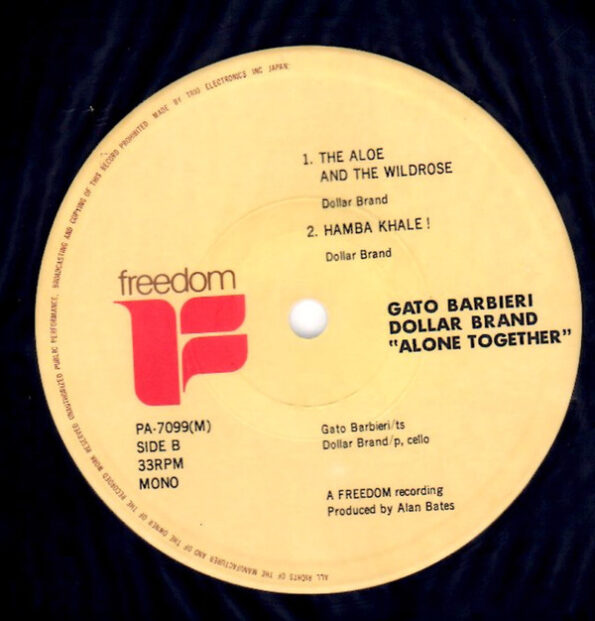 1. THE ALOE
AND THE WILDROSE
Dollar Brand
2. HAMBA KHALE!
Dollar Brand
freedom
GATO BARBIERI
DOLLAR BRAND
"ALONE TOGETHER"
PA-7099(M)
SIDE B
33RPM
MONO
Gato Barbieri/ts
Dollar Brand/p, cello
A FREEDOM recording
Produced by Alan Bates
ALL RIGHTS OF THE MANUFACTURER AND OF THE OWNER OF THE RECORDED WORK RESERVED UNAUTHORIZED PUBLIC PERFORMANCE, BROADCASTING AND COPYING OF THIS RECORD PROHIBITED. MADE BY TRIO ELECTRONICS INC JAPAN: